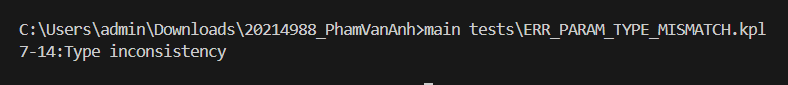 C:\Users\admin\Downloads\20214988_PhamVanAnh>main tests\ERR_PARAM_TYPE_MISMATCH.kpl
7-14:Type inconsistency